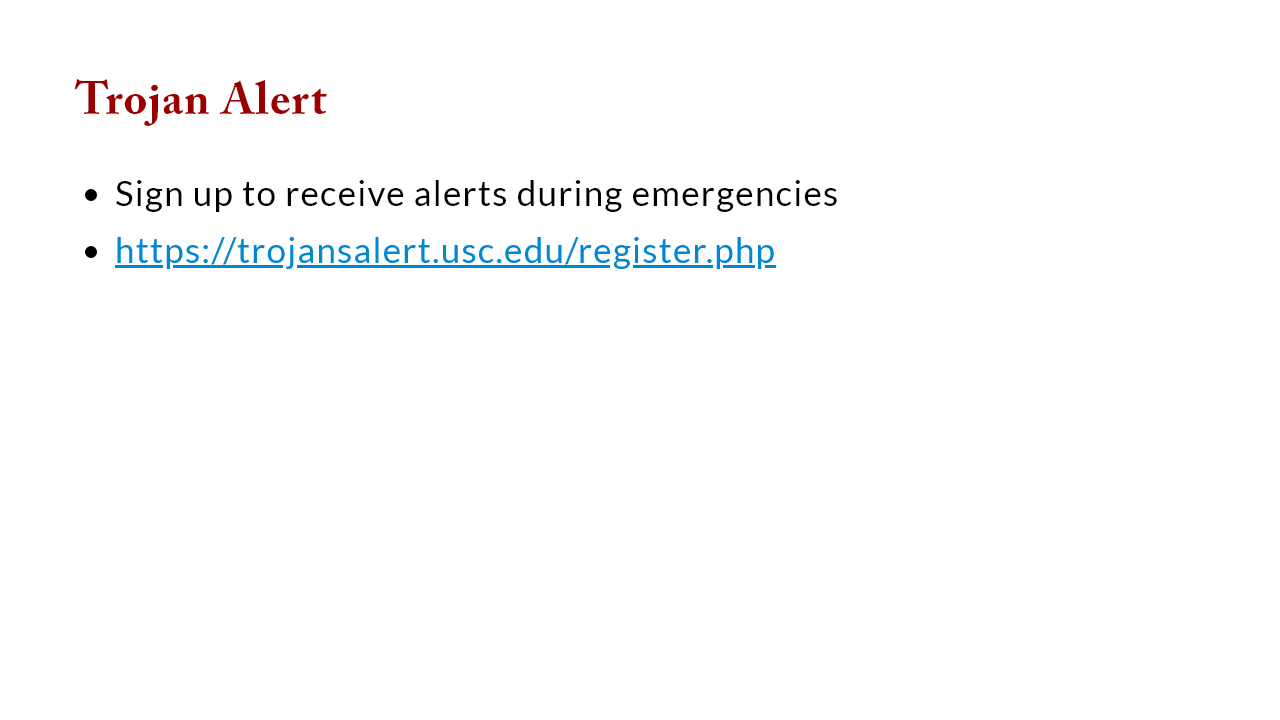 Trojan Alert
Sign up to receive alerts during emergencies
https://trojansalert.usc.edu/register.php